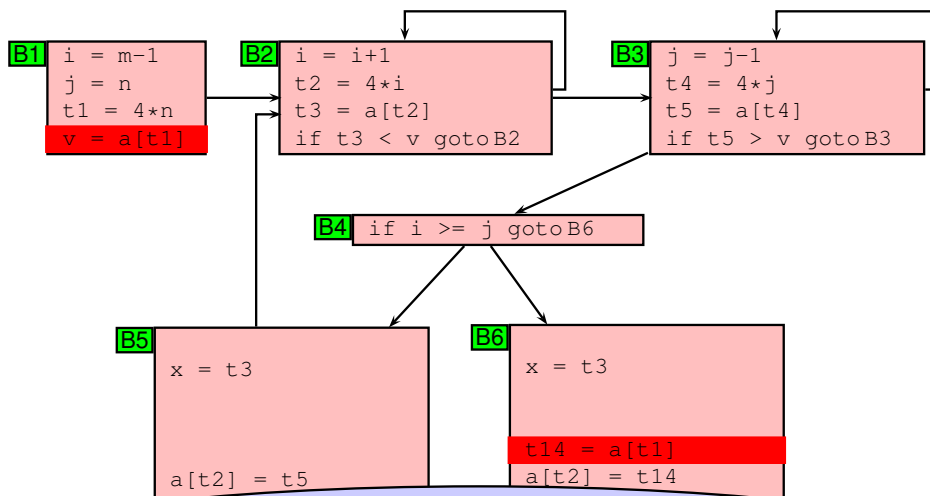 B1
i = m-1
j = n
t1 = 4*n
v = a[t1]
B2
i = i+1
t2 = 4*i
t3 = a[t2]
if t3 < v goto B2
B3
j = j-1
t4 = 4*j
t5 = a[t4]
if t5 > v goto B3
B4
if i >= j goto B6
B5
x = t3
a[t2] = t5
B6
x = t3
t14 = a[t1]
a[t2] = t14